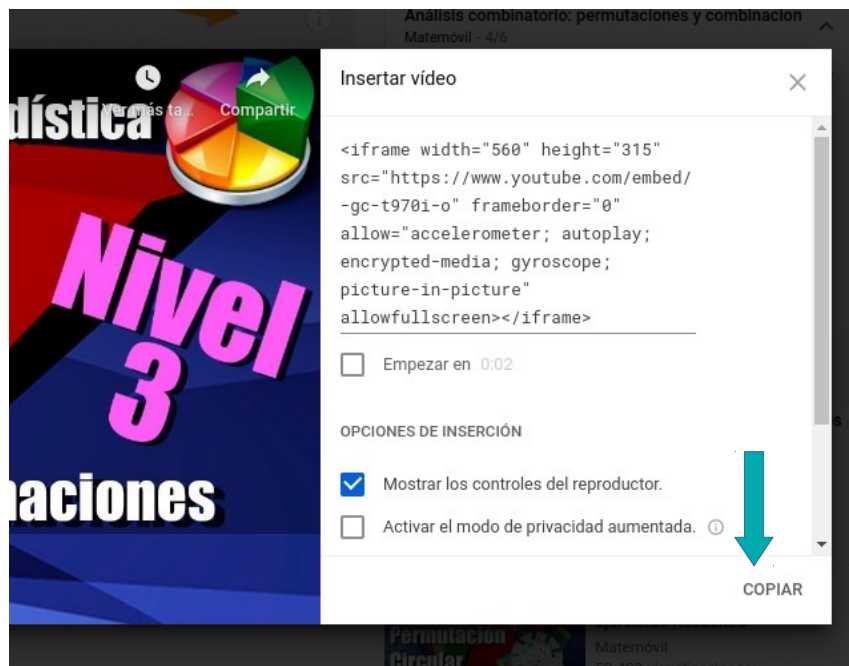 Análisis combinatorio: permutaciones y combinacion
Matemóvil - 4/6
Ver más ta...
Compartir
dística
Nivel
3
naciones
Insertar vídeo
<iframe width="560" height="315"
src="https://www.youtube.com/embed/
-gc-t970i-o" frameborder="0"
allow="accelerometer; autoplay;
encrypted-media; gyroscope;
picture-in-picture"
allowfullscreen></iframe>
Empezar en 0:02
OPCIONES DE INSERCIÓN
Mostrar los controles del reproductor.
Activar el modo de privacidad aumentada.
COPIAR
Permutación
Circular
Matemóvil